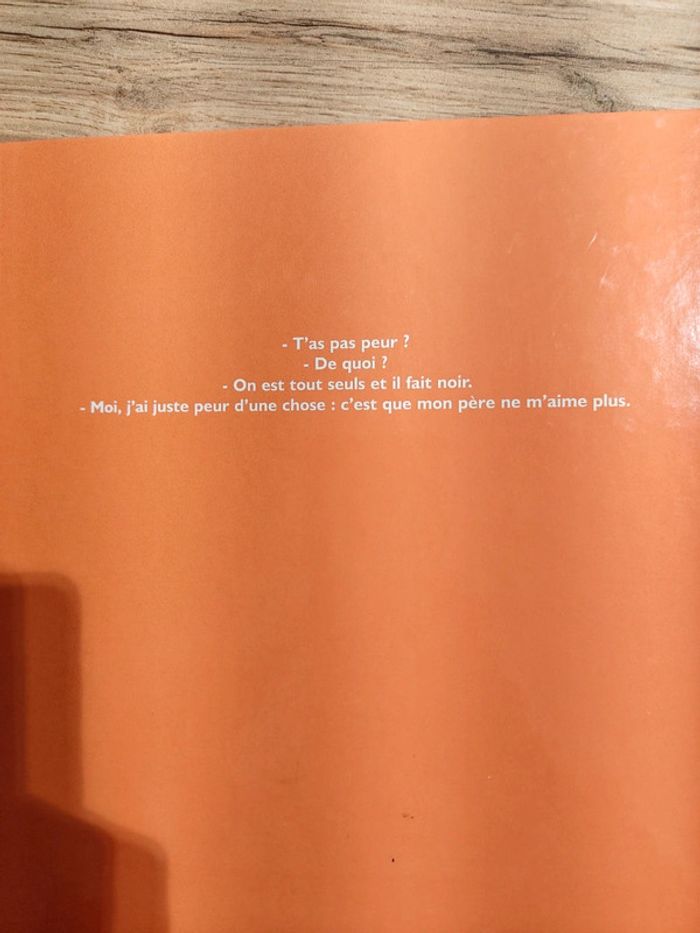 - T'as pas peur ?
- De quoi ?
- On est tout seuls et il fait noir.
- Moi, j'ai juste peur d'une chose : c'est que mon père ne m'aime plus.